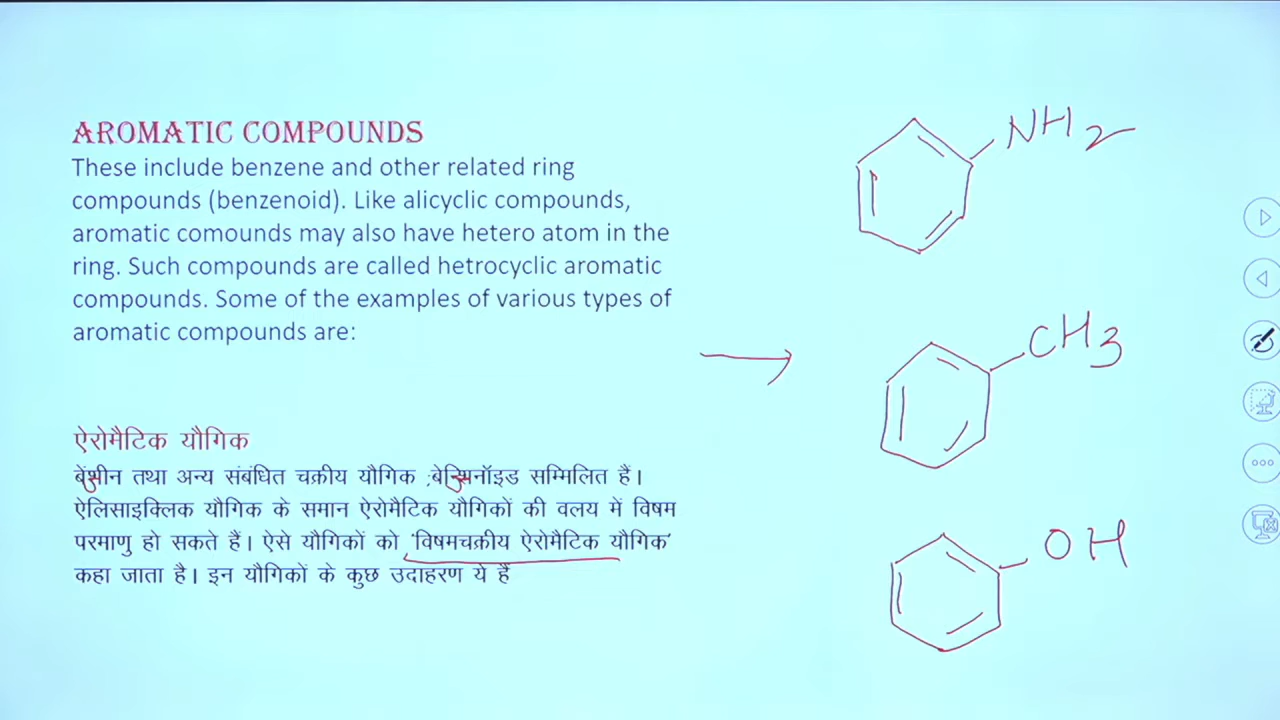 AROMATIC COMPOUNDS
These include benzene and other related ring
compounds (benzenoid). Like alicyclic compounds,
aromatic comounds may also have hetero atom in the
ring. Such compounds are called hetrocyclic aromatic
compounds. Some of the examples of various types of
aromatic compounds are:
ऐरोमैटिक यौगिक
तथा अन्य संबंधित चक्रीय यौगिक सम्मिलित हैं।
ऐलिसाइक्लिक यौगिक के समान ऐरोमैटिक यौगिकों की वलय में विषम
परमाणु हो सकते हैं। ऐसे यौगिकों को 'विषमचक्रीय ऐरोमैटिक यौगिक'
कहा जाता है। इन यौगिकों के कुछ उदाहरण ये हैं
NH2
CH3
OH